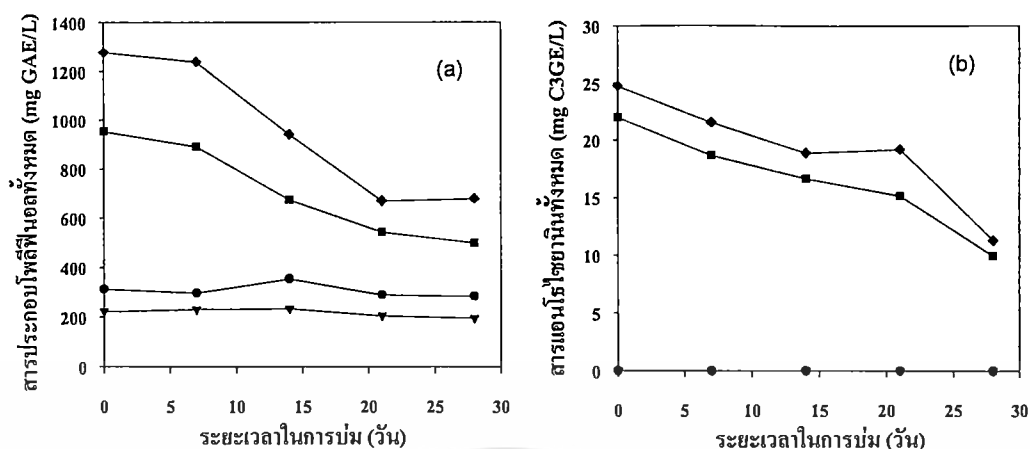 สารประกอบโพลีฟีนอลทั้งหมด (mg GAE/L)
1400
1200
1000
800
600
400
200
0
(a)
0 5 10 15 20 25 30
ระยะเวลาในการบ่ม (วัน)
สารแอนโธไซยานินทั้งหมด (mg C3GE/L)
30
25
20
15
10
5
0
(b)
0 5 10 15 20 25 30
ระยะเวลาในการบ่ม (วัน)